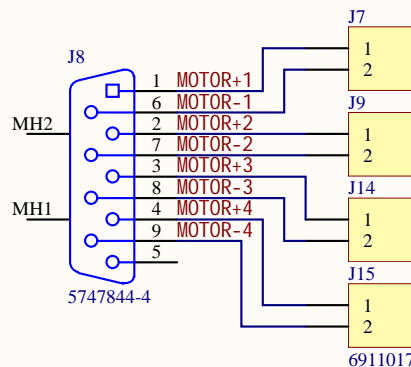 J7
1
2
J8
1 MOTOR+1
6 MOTOR-1
2 MOTOR+2
7 MOTOR-2
3 MOTOR+3
8 MOTOR-3
4 MOTOR+4
9 MOTOR-4
5
MH2
MH1
5747844-4
J9
1
2
J14
1
2
J15
1
2
6911017